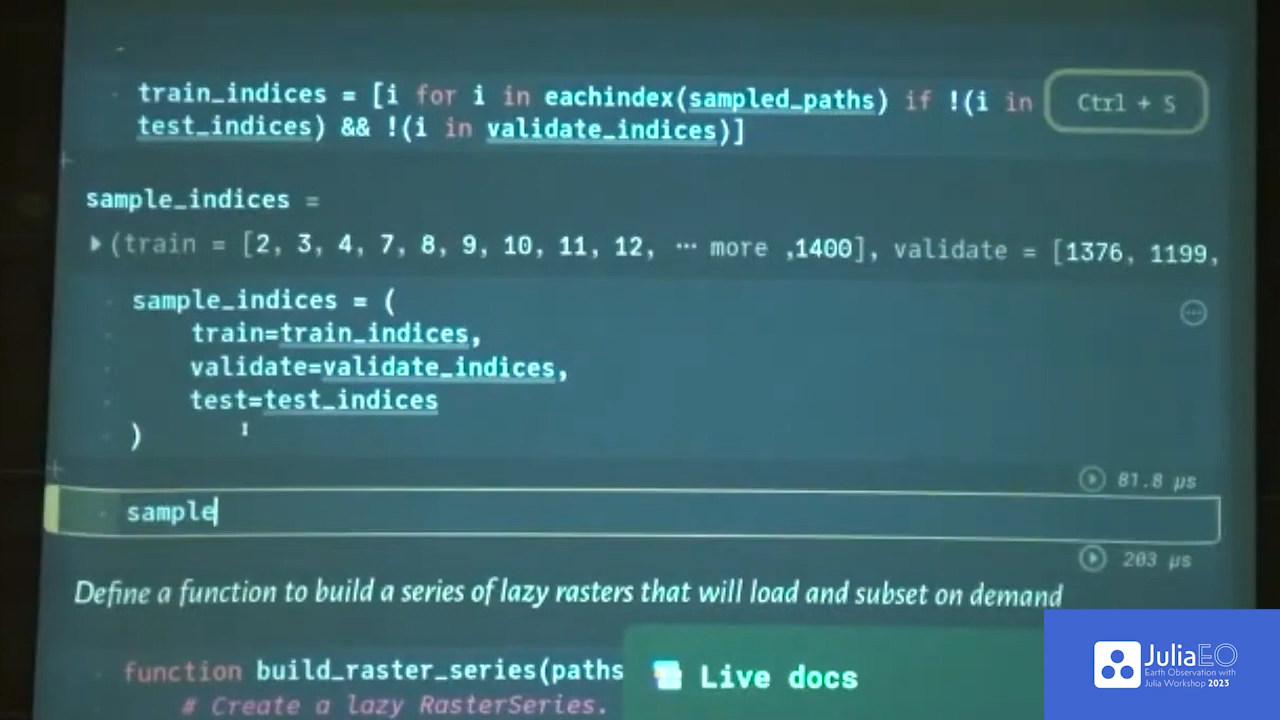 train_indices = [i for i in eachindex(sampled_paths) if !(i in
test_indices) && !(i in validate_indices)]
Ctrl + S
sample_indices =
(train = [2, 3, 4, 7, 8, 9, 10, 11, 12, ⋯ more ,1400], validate = [1376, 1199,
sample_indices = (
train=train_indices,
validate=validate_indices,
test=test_indices
)
81.8 μs
sample
203 μs
Define a function to build a series of lazy rasters that will load and subset on demand
function build_raster_series(paths
# Create a lazy RasterSeries.
Live docs
JuliaEO
Earth Observation with
Julia Workshop 2023